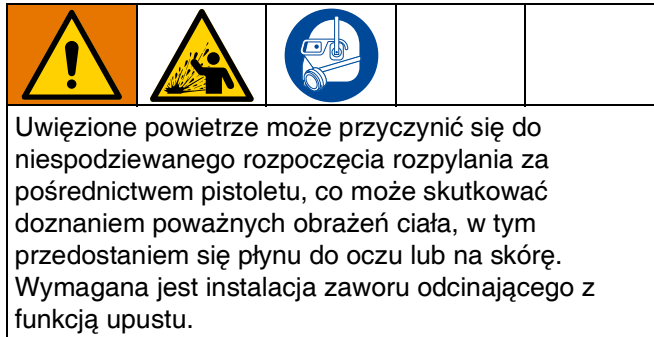 Uwięzione powietrze może przyczynić się do
niespodziewanego rozpoczęcia rozpylania za
pośrednictwem pistoletu, co może skutkować
doznaniem poważnych obrażeń ciała, w tym
przedostaniem się płynu do oczu lub na skórę.
Wymagana jest instalacja zaworu odcinającego z
funkcją upustu.